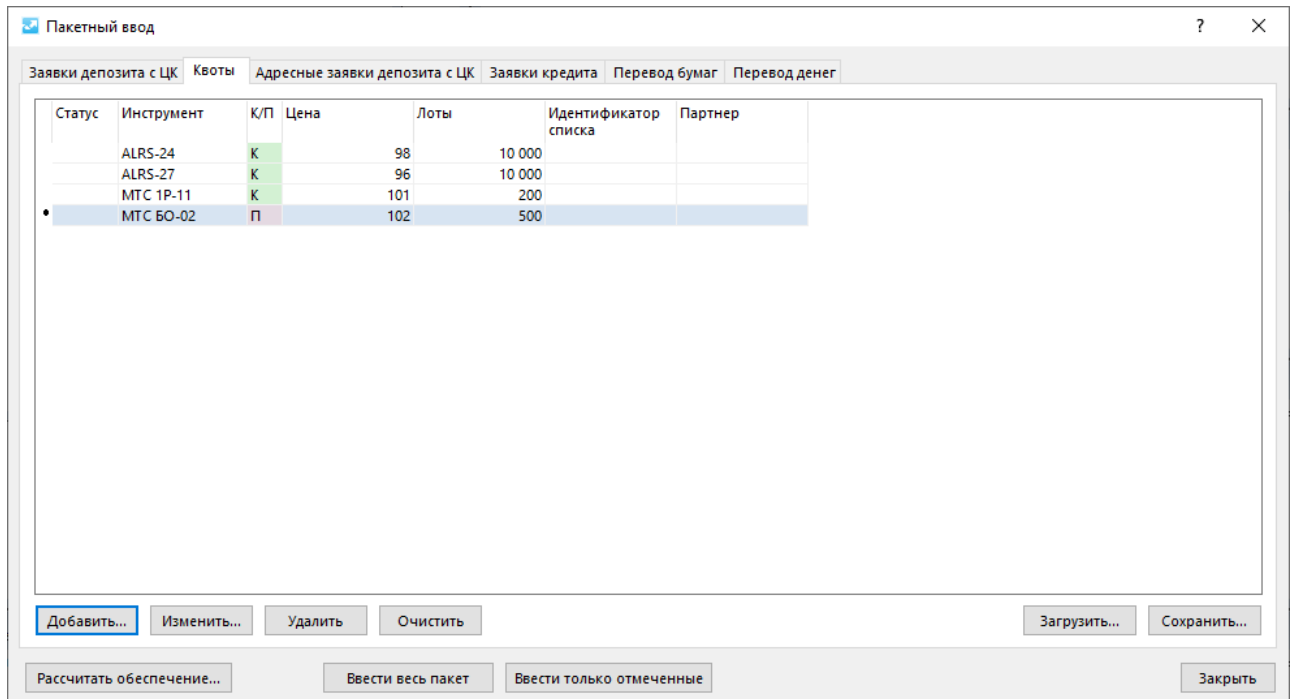 Пакетный ввод ?
Заявки депозита с ЦК Квоты Адресные заявки депозита с ЦК Заявки кредита Перевод бумаг Перевод денег
Статус Инструмент К/П Цена Лоты Идентификатор списка Партнер
ALRS-24 К 98 10 000
ALRS-27 К 96 10 000
МТС 1P-11 К 101 200
МТС БО-02 П 102 500
Добавить... Изменить... Удалить Очистить Загрузить... Сохранить...
Рассчитать обеспечение... Ввести весь пакет Ввести только отмеченные Закрыть